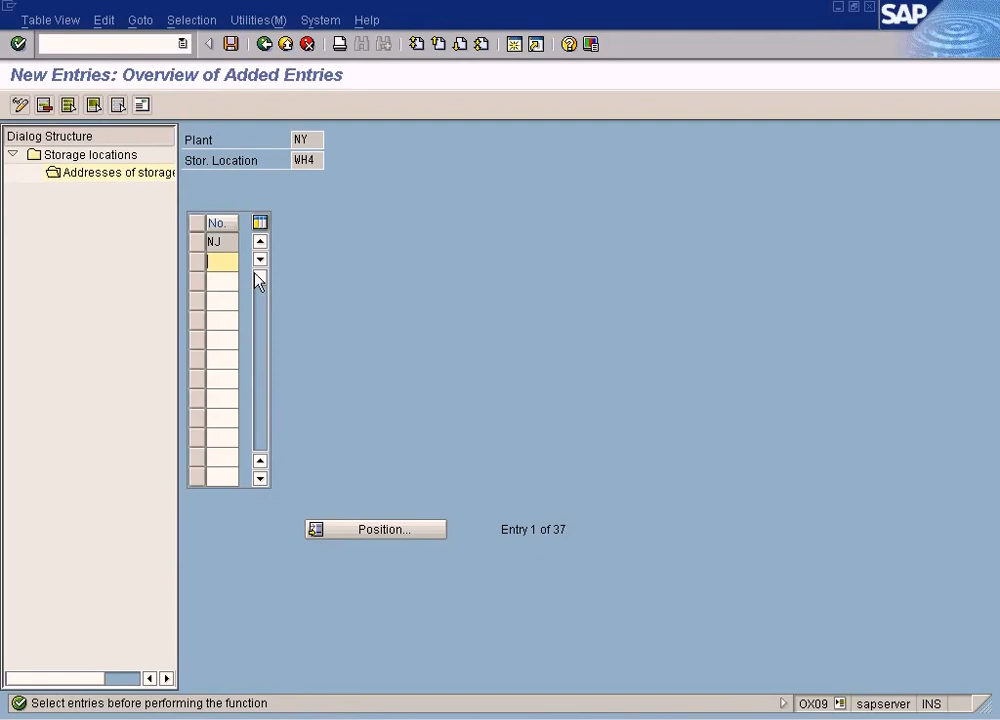 Table View Edit Goto Selection Utilities(M) System Help
SAP
New Entries: Overview of Added Entries
Dialog Structure
Storage locations
Addresses of storage
Plant NY
Stor. Location WH4
No.
NJ
Position... Entry 1 of 37
Select entries before performing the function OX09 sapserver INS